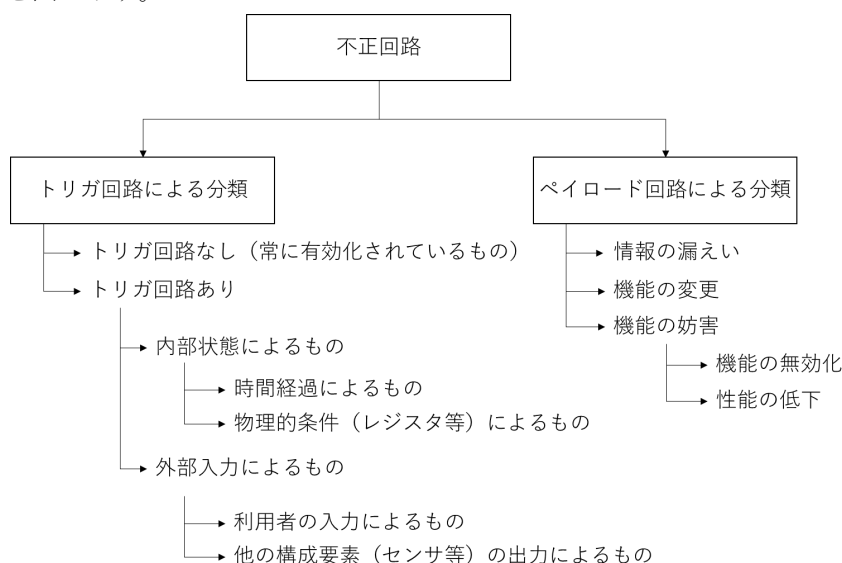 不正回路
トリガ回路による分類
トリガ回路なし（常に有効化されているもの）
トリガ回路あり
内部状態によるもの
時間経過によるもの
物理的条件（レジスタ等）によるもの
外部入力によるもの
利用者の入力によるもの
他の構成要素（センサ等）の出力によるもの
ペイロード回路による分類
情報の漏えい
機能の変更
機能の妨害
機能の無効化
性能の低下